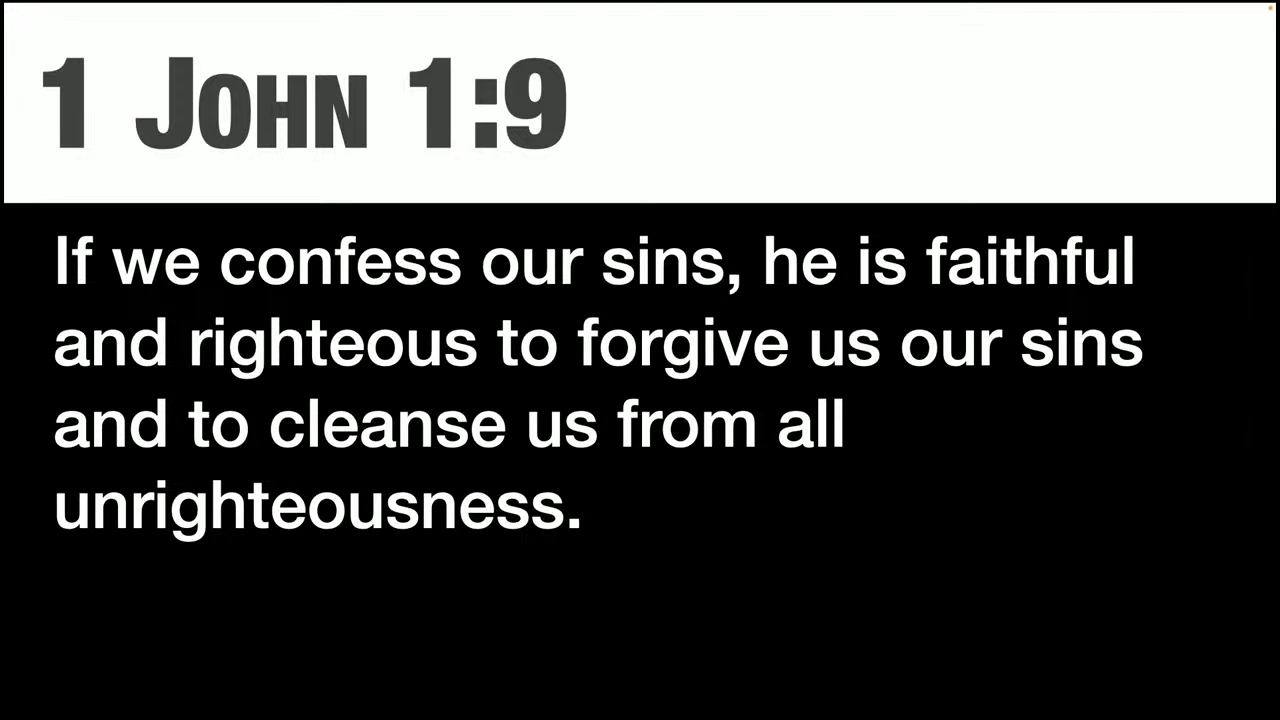 1 John 1:9
If we confess our sins, he is faithful
and righteous to forgive us our sins
and to cleanse us from all
unrighteousness.